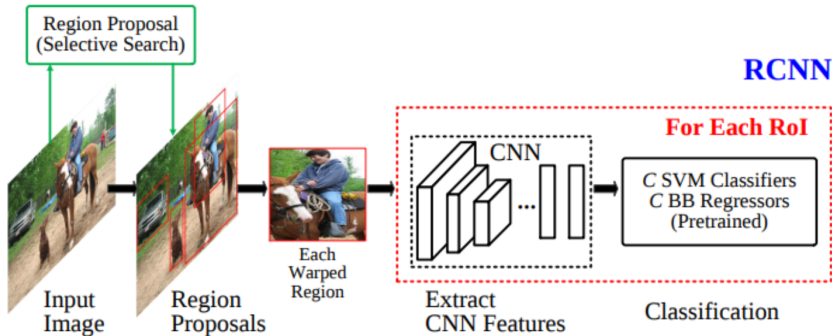 Region Proposal
(Selective Search)
RCNN
For Each RoI
CNN
...
C SVM Classifiers
C BB Regressors
(Pretrained)
Each
Warped
Region
Input
Image
Region
Proposals
Extract
CNN Features
Classification